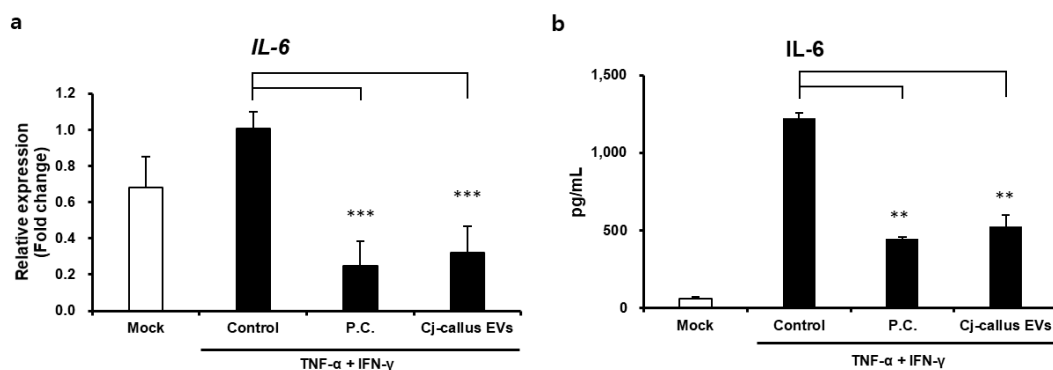 a
IL-6
Relative expression
(Fold change)
1.2
1.0
0.8
0.6
0.4
0.2
0.0
***
***
Mock
Control
P.C.
Cj-callus EVs
TNF-α + IFN-γ
b
IL-6
pg/mL
1,500
1,000
500
0
**
**
Mock
Control
P.C.
Cj-callus EVs
TNF-α + IFN-γ